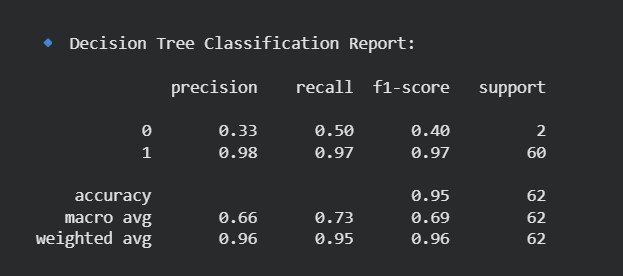 🔹 Decision Tree Classification Report:
precision recall f1-score support
0 0.33 0.50 0.40 2
1 0.98 0.97 0.97 60
accuracy 0.95 62
macro avg 0.66 0.73 0.69 62
weighted avg 0.96 0.95 0.96 62